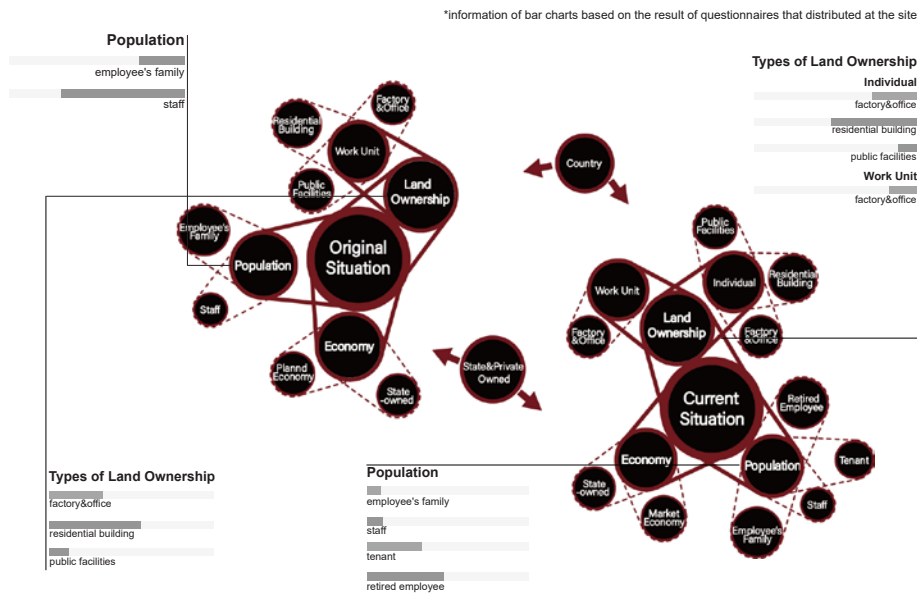 *information of bar charts based on the result of questionnaires that distributed at the site
Population
employee's family
staff
Types of Land Ownership
Individual
factory&office
residential building
public facilities
Work Unit
factory&office
Factory
&Office
Residential
Building
Work Unit
Public
Facilities
Land
Ownership
Employee's
Family
Population
Original
Situation
Staff
Economy
Plannd
Economy
State
-owned
Country
State&Private
Owned
Public
Facilities
Work Unit
Individual
Residential
Building
Land
Ownership
Factory
&Office
Factory
&Office
Current
Situation
Retired
Employee
Economy
Population
Tenant
State
-owned
Market
Economy
Staff
Employee's
Family
Types of Land Ownership
factory&office
residential building
public facilities
Population
employee's family
staff
tenant
retired employee